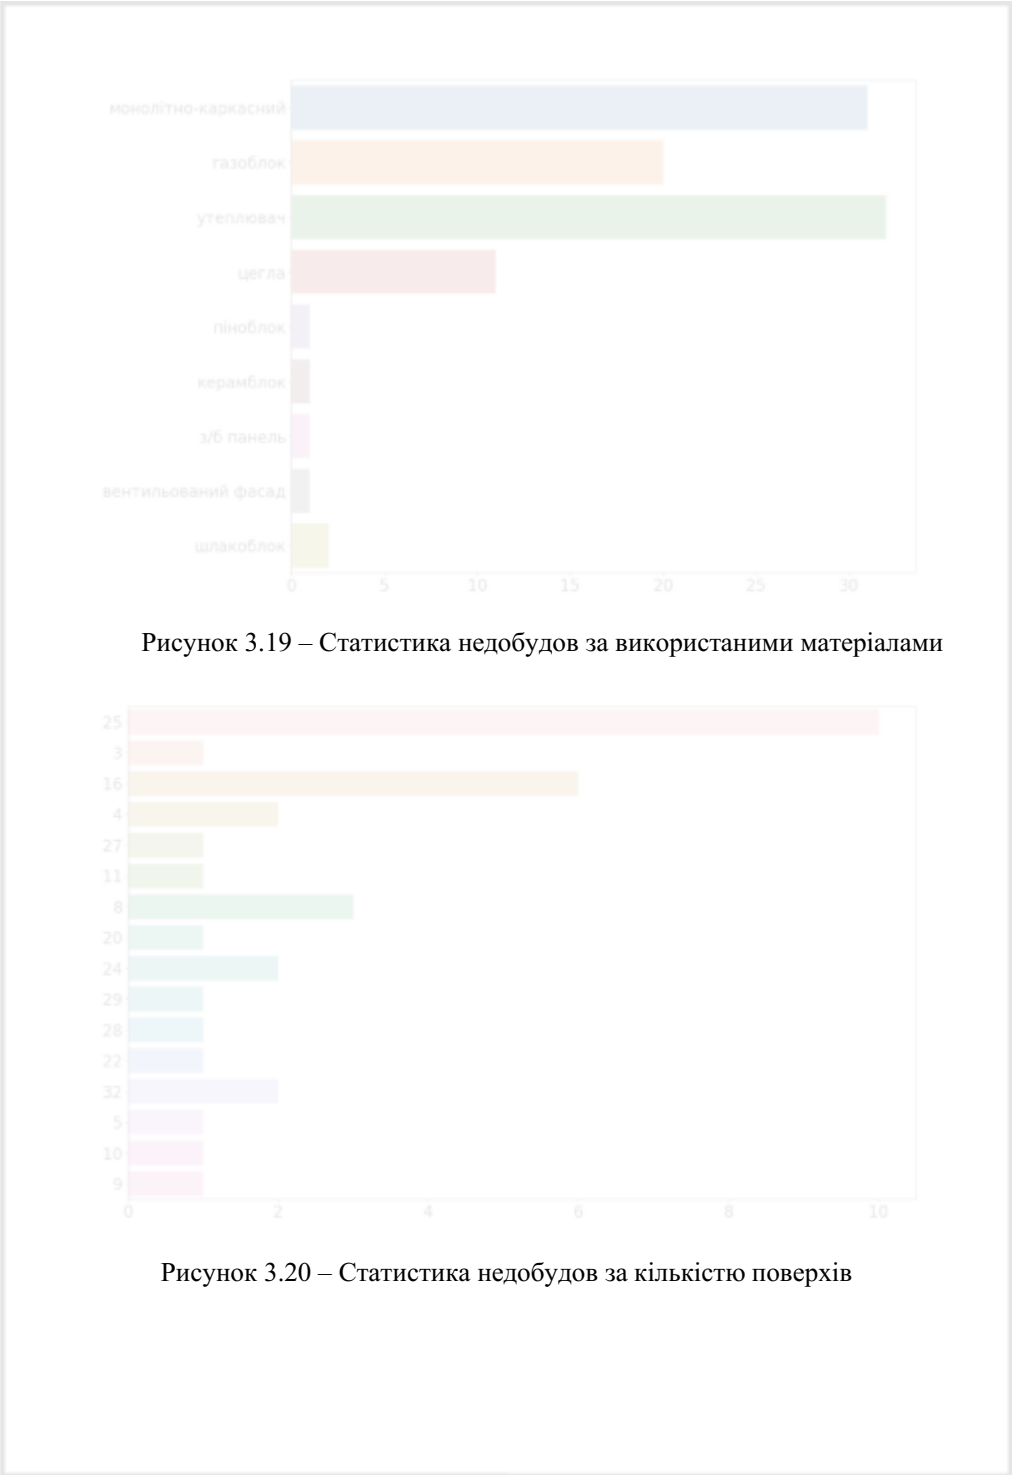 монолітно-каркасний
газоблок
утеплювач
цегла
піноблок
керамблок
з/б панель
вентильований фасад
шлакоблок
0 5 10 15 20 25 30
Рисунок 3.19 – Статистика недобудов за використаними матеріалами
25
3
16
4
27
11
8
20
24
29
28
22
32
5
10
9
0 2 4 6 8 10
Рисунок 3.20 – Статистика недобудов за кількістю поверхів